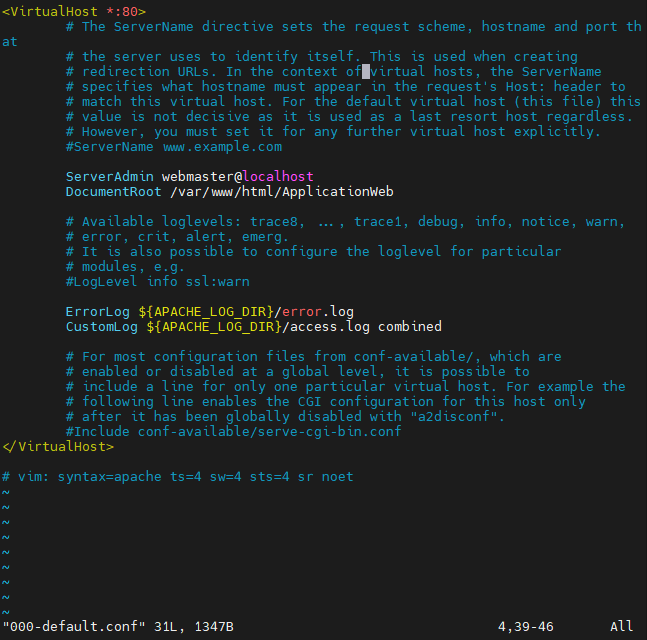 <VirtualHost *:80>
# The ServerName directive sets the request scheme, hostname and port th
at
# the server uses to identify itself. This is used when creating
# redirection URLs. In the context of virtual hosts, the ServerName
# specifies what hostname must appear in the request's Host: header to
# match this virtual host. For the default virtual host (this file) this
# value is not decisive as it is used as a last resort host regardless.
# However, you must set it for any further virtual host explicitly.
#ServerName www.example.com
ServerAdmin webmaster@localhost
DocumentRoot /var/www/html/ApplicationWeb
# Available loglevels: trace8, ..., trace1, debug, info, notice, warn,
# error, crit, alert, emerg.
# It is also possible to configure the loglevel for particular
# modules, e.g.
#LogLevel info ssl:warn
ErrorLog ${APACHE_LOG_DIR}/error.log
CustomLog ${APACHE_LOG_DIR}/access.log combined
# For most configuration files from conf-available/, which are
# enabled or disabled at a global level, it is possible to
# include a line for only one particular virtual host. For example the
# following line enables the CGI configuration for this host only
# after it has been globally disabled with "a2disconf".
#Include conf-available/serve-cgi-bin.conf
</VirtualHost>
# vim: syntax=apache ts=4 sw=4 sts=4 sr noet
~
~
~
~
~
~
~
~
~
"000-default.conf" 31L, 1347B 4,39-46 All